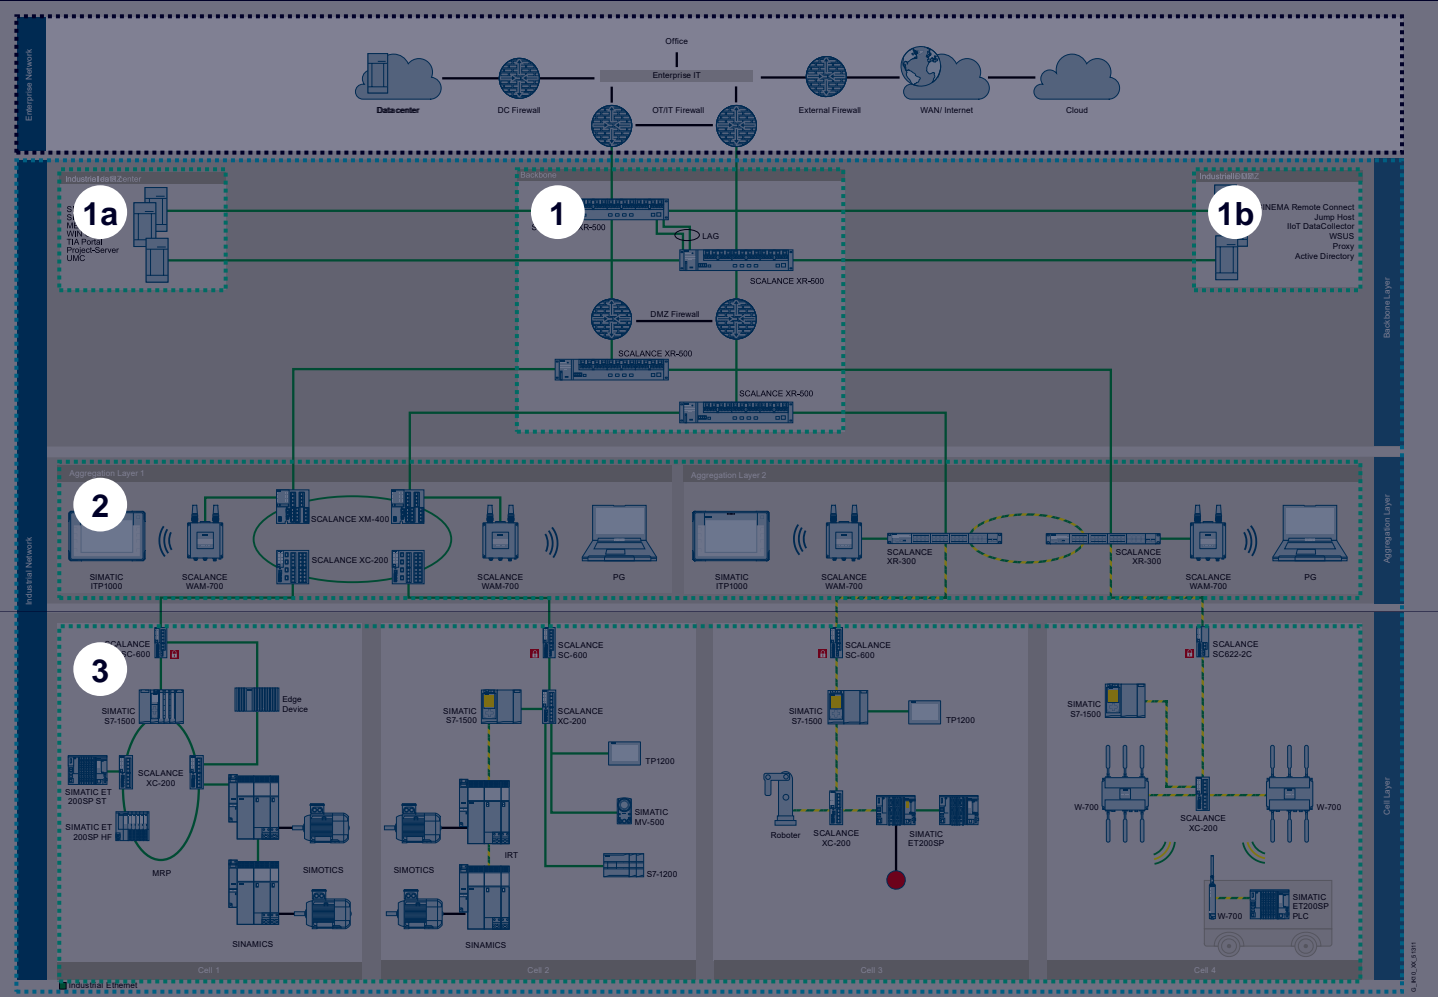 Office
Enterprise IT
Datacenter
DC Firewall
OT/IT Firewall
External Firewall
WAN/ Internet
Cloud
Enterprise Network
Industrial Network
Backbone Layer
Aggregation Layer
Cell Layer
1a
TIA Portal
Project-Server
UMC
Backbone
1
XR-500
LAG
SCALANCE XR-500
DMZ Firewall
SCALANCE XR-500
SCALANCE XR-500
1b
INEMA Remote Connect
Jump Host
IIoT DataCollector
WSUS
Proxy
Active Directory
Aggregation Layer 1
2
SIMATIC
ITP1000
SCALANCE
WAM-700
SCALANCE XM-400
SCALANCE XC-200
SCALANCE
WAM-700
PG
Aggregation Layer 2
SIMATIC
ITP1000
SCALANCE
WAM-700
SCALANCE
XR-300
SCALANCE
XR-300
SCALANCE
WAM-700
PG
3
SCALANCE
SC-600
SIMATIC
S7-1500
Edge
Device
SCALANCE
XC-200
SIMATIC ET
200SP ST
SIMATIC ET
200SP HF
MRP
SIMOTICS
SINAMICS
Cell 1
SCALANCE
SC-600
SIMATIC
S7-1500
SCALANCE
XC-200
TP1200
SIMATIC
MV-500
S7-1200
IRT
SIMOTICS
SINAMICS
Cell 2
SCALANCE
SC-600
SIMATIC
S7-1500
TP1200
Roboter
SCALANCE
XC-200
SIMATIC
ET200SP
Cell 3
SCALANCE
SC622-2C
SIMATIC
S7-1500
W-700
W-700
SCALANCE
XC-200
W-700
SIMATIC
ET200SP
PLC
Cell 4
Industrial Ethernet